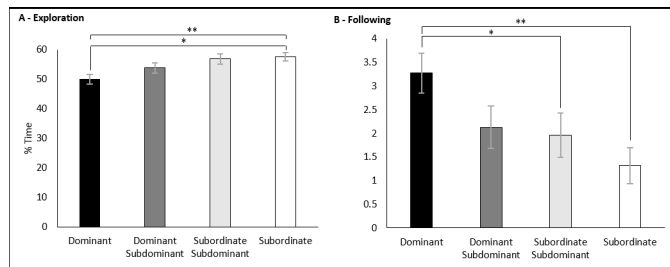 A - Exploration
**
*
60
50
40
30
20
10
0
% Time
Dominant
Dominant
Subdominant
Subordinate
Subdominant
Subordinate
B - Following
**
*
4
3.5
3
2.5
2
1.5
1
0.5
0
Dominant
Dominant
Subdominant
Subordinate
Subdominant
Subordinate